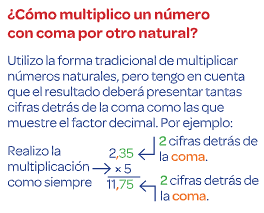 ¿Cómo multiplico un número
con coma por otro natural?
Utilizo la forma tradicional de multiplicar
números naturales, pero tengo en cuenta
que el resultado deberá presentar tantas
cifras detrás de la coma como las que
muestre el factor decimal. Por ejemplo:
Realizo la
multiplicación
como siempre
2,35
× 5
11,75
2 cifras detrás de
la coma.
2 cifras detrás de
la coma.